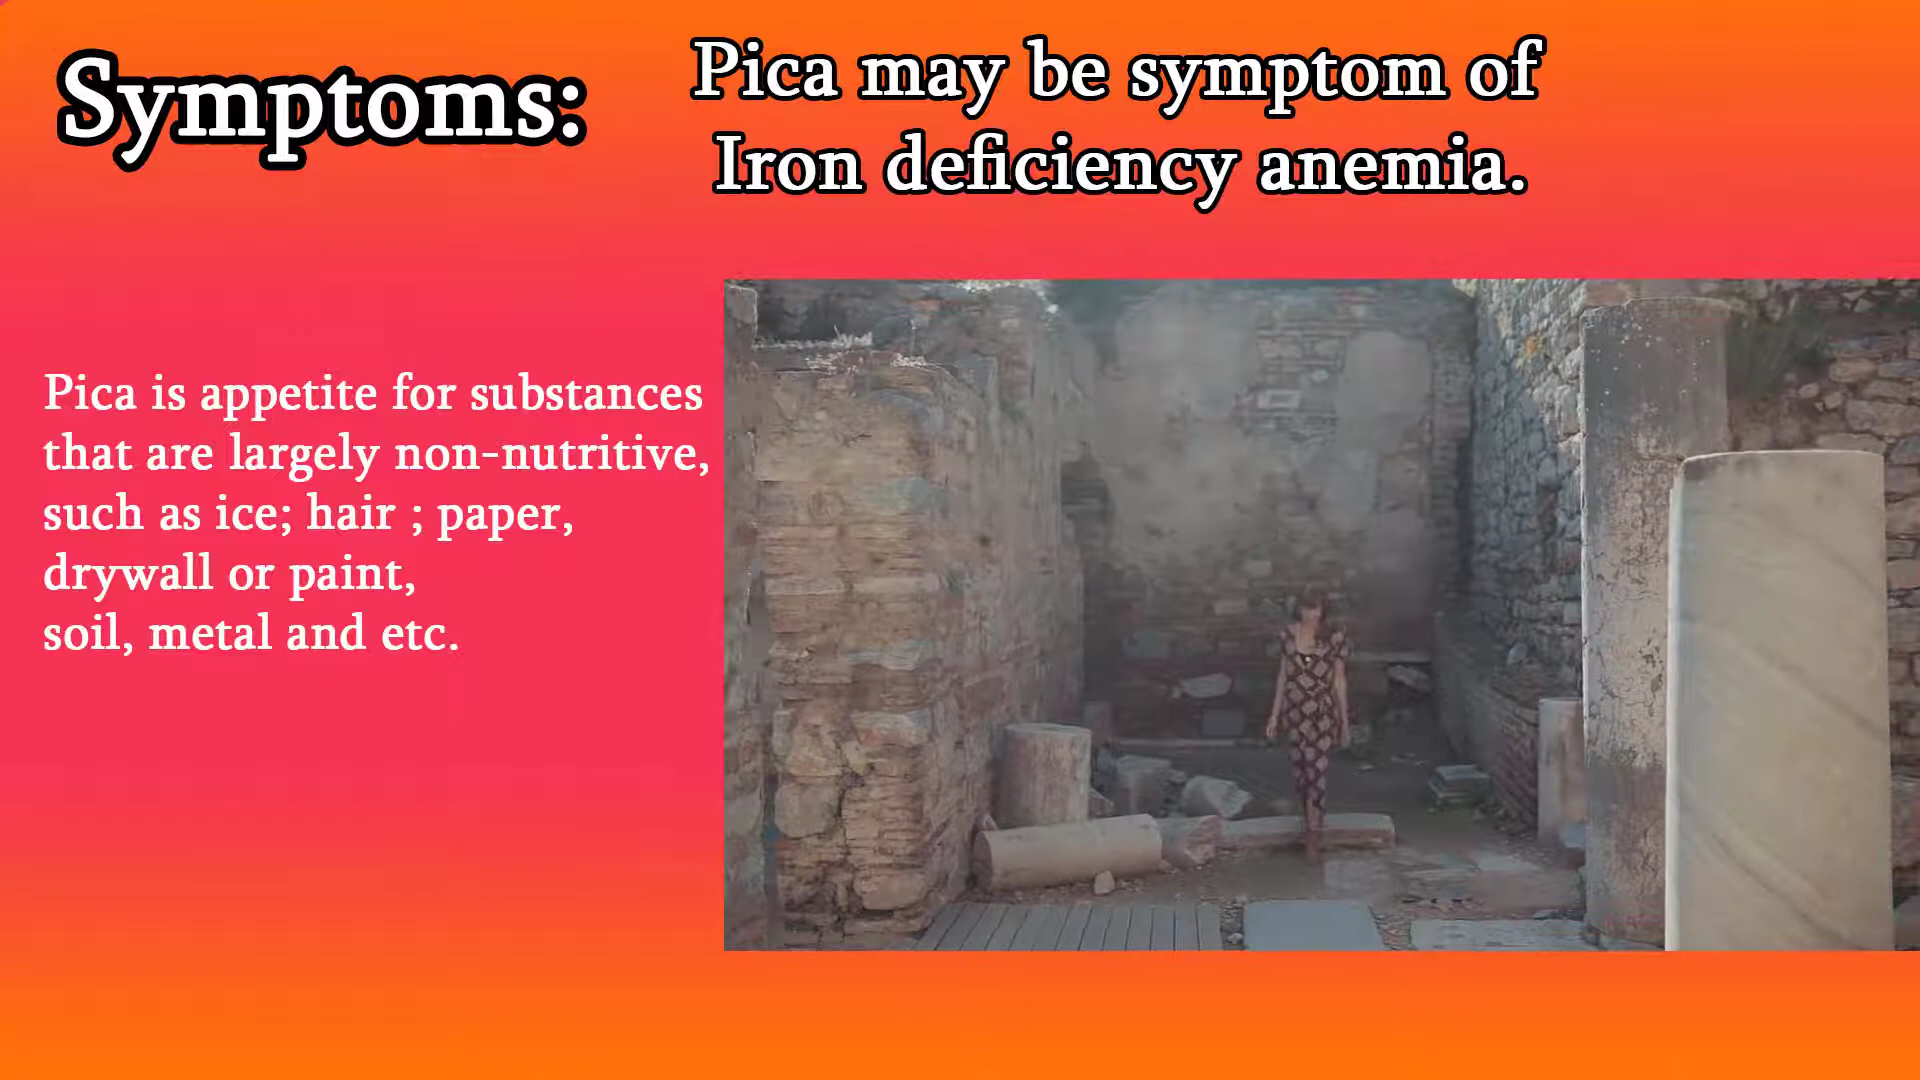 Symptoms:
Pica may be symptom of
Iron deficiency anemia.
Pica is appetite for substances
that are largely non-nutritive,
such as ice; hair ; paper,
drywall or paint,
soil, metal and etc.